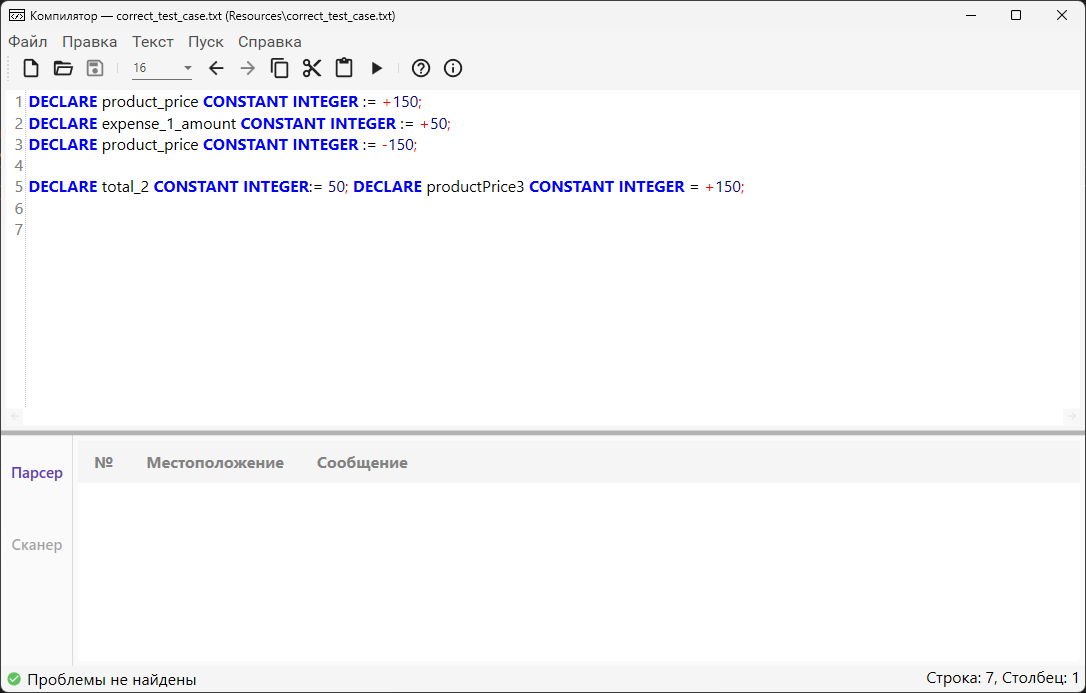 Компилятор — correct_test_case.txt (Resources\correct_test_case.txt)
Файл Правка Текст Пуск Справка
16
1 DECLARE product_price CONSTANT INTEGER := +150;
2 DECLARE expense_1_amount CONSTANT INTEGER := +50;
3 DECLARE product_price CONSTANT INTEGER := -150;
4
5 DECLARE total_2 CONSTANT INTEGER:= 50; DECLARE productPrice3 CONSTANT INTEGER = +150;
6
7
Парсер
№ Местоположение Сообщение
Сканер
Проблемы не найдены
Строка: 7, Столбец: 1